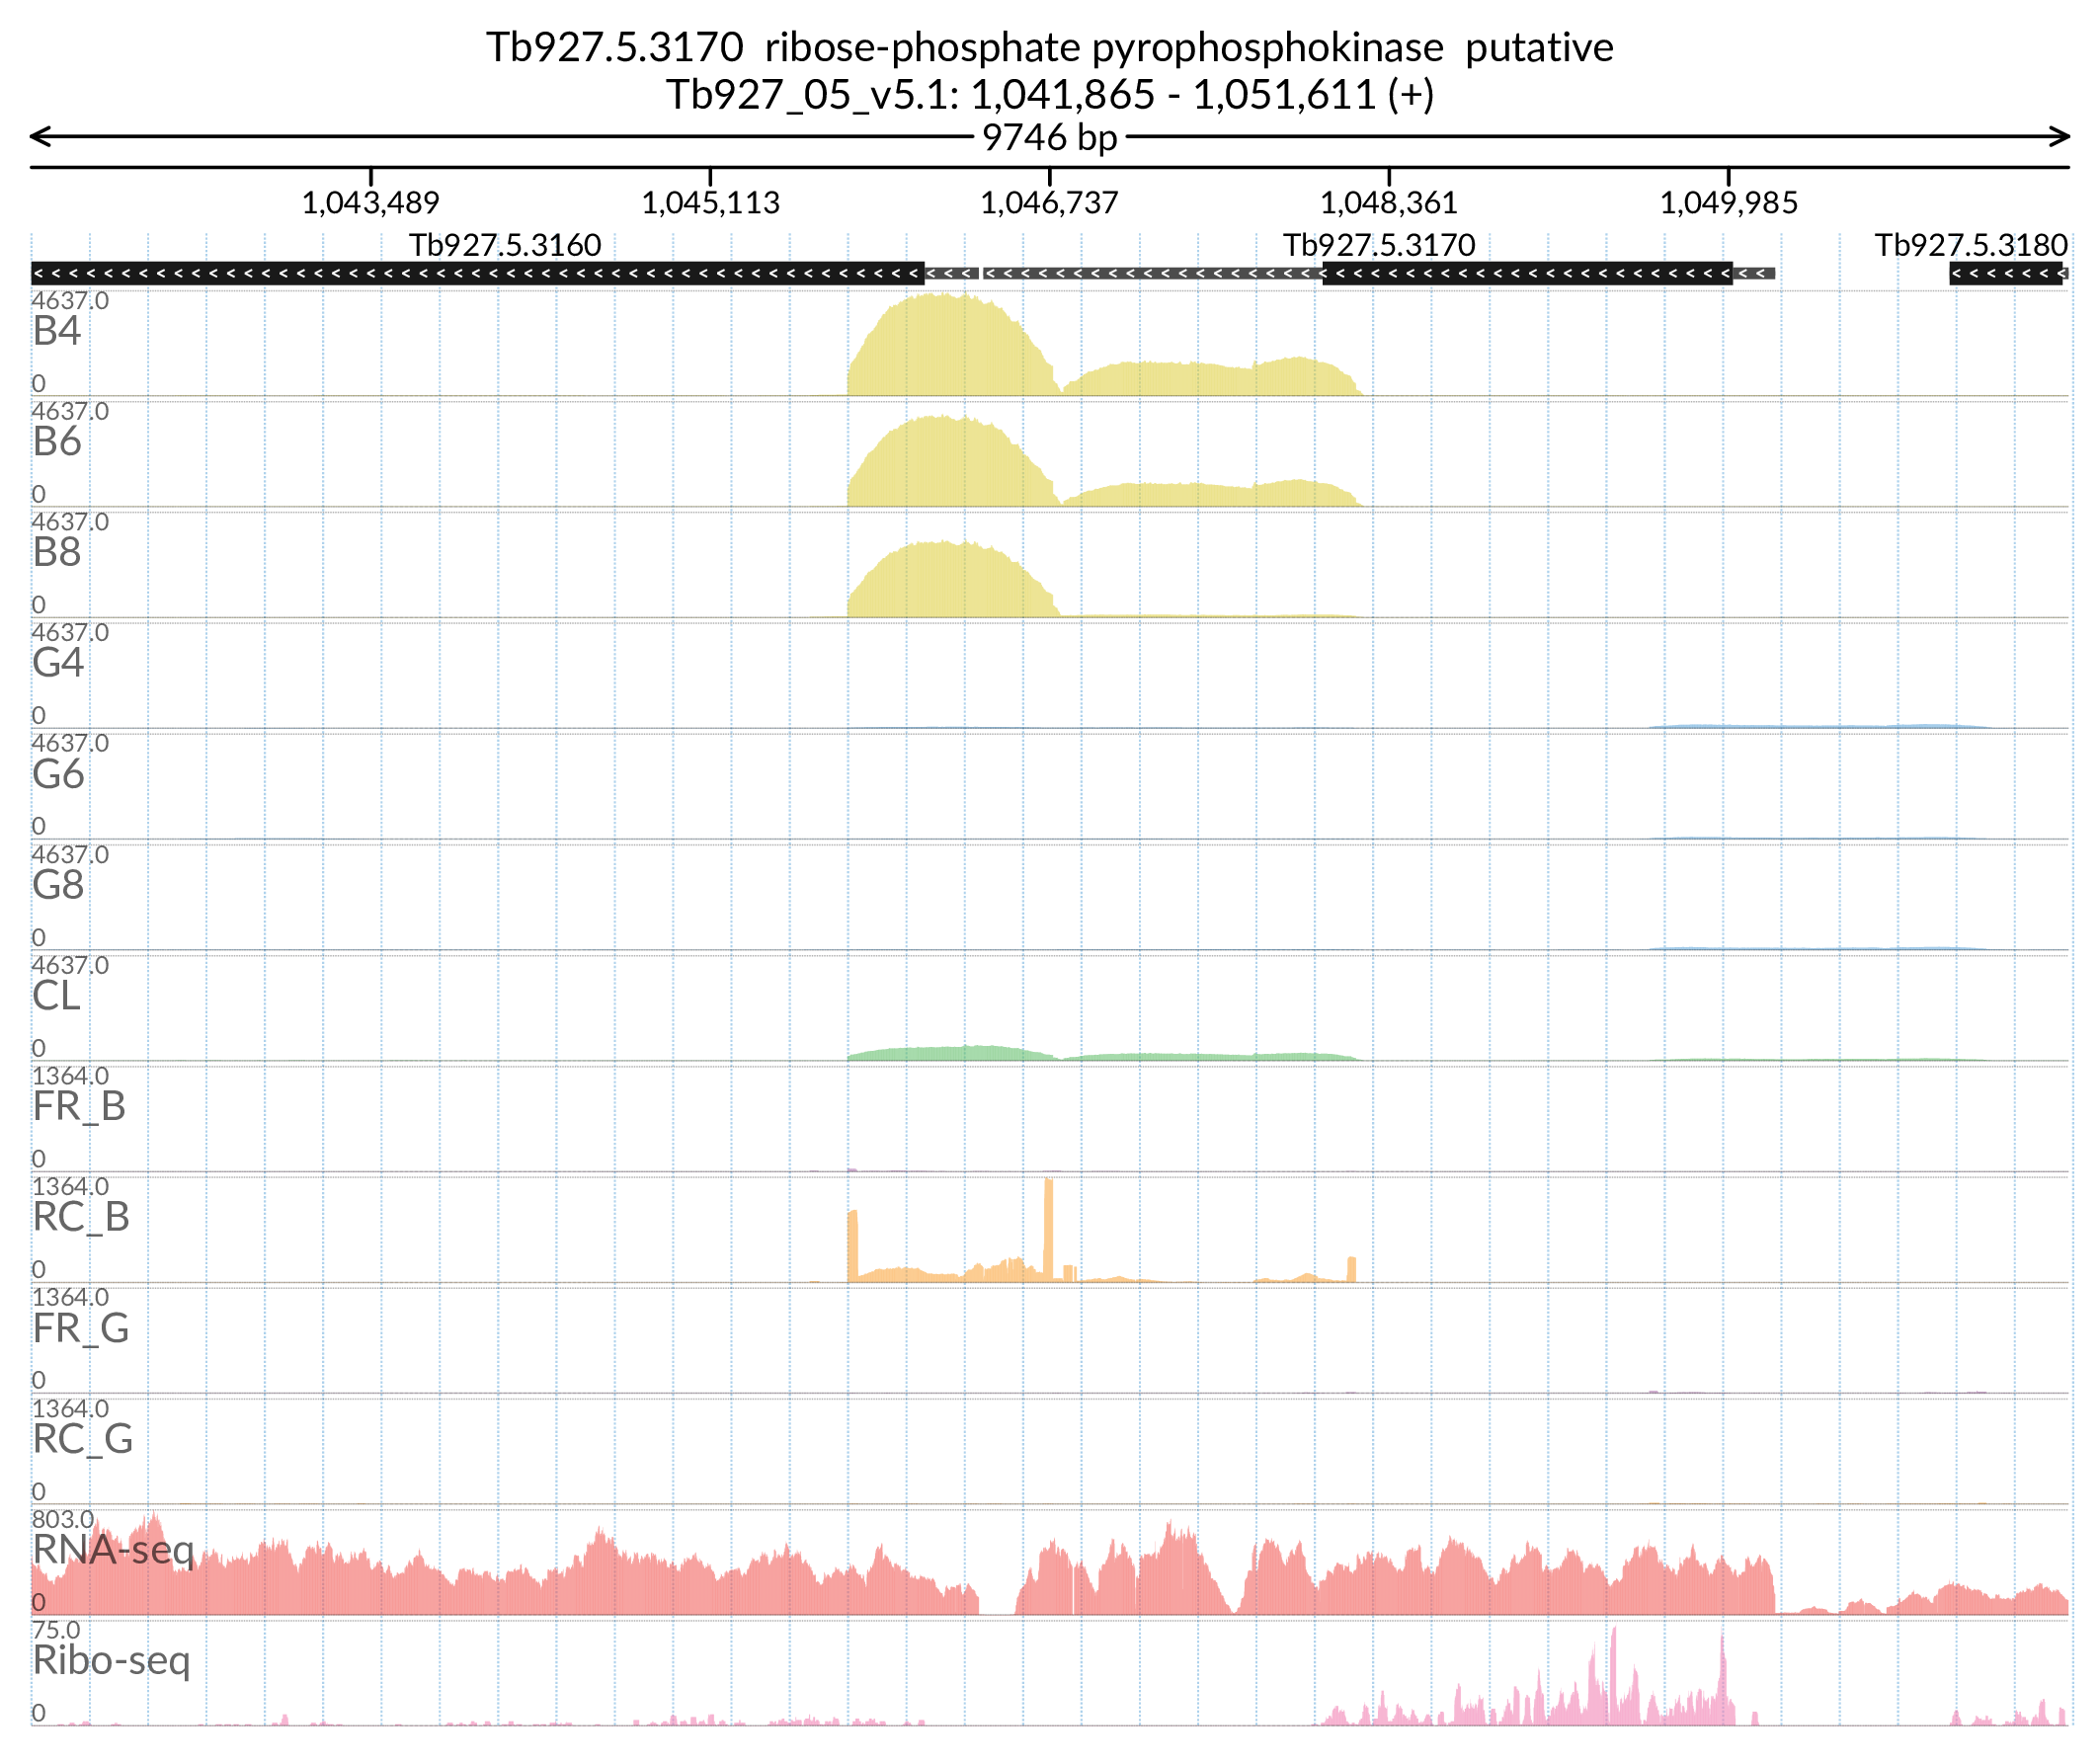 Tb927.5.3170 ribose-phosphate pyrophosphokinase putative
Tb927_05_v5.1: 1,041,865 - 1,051,611 (+)
9746 bp
1,043,489 1,045,113 1,046,737 1,048,361 1,049,985
Tb927.5.3160 Tb927.5.3170 Tb927.5.3180
4637.0
B4
0
4637.0
B6
0
4637.0
B8
0
4637.0
G4
0
4637.0
G6
0
4637.0
G8
0
4637.0
CL
0
1364.0
FR_B
0
1364.0
RC_B
0
1364.0
FR_G
0
1364.0
RC_G
0
803.0
RNA-seq
0
75.0
Ribo-seq
0